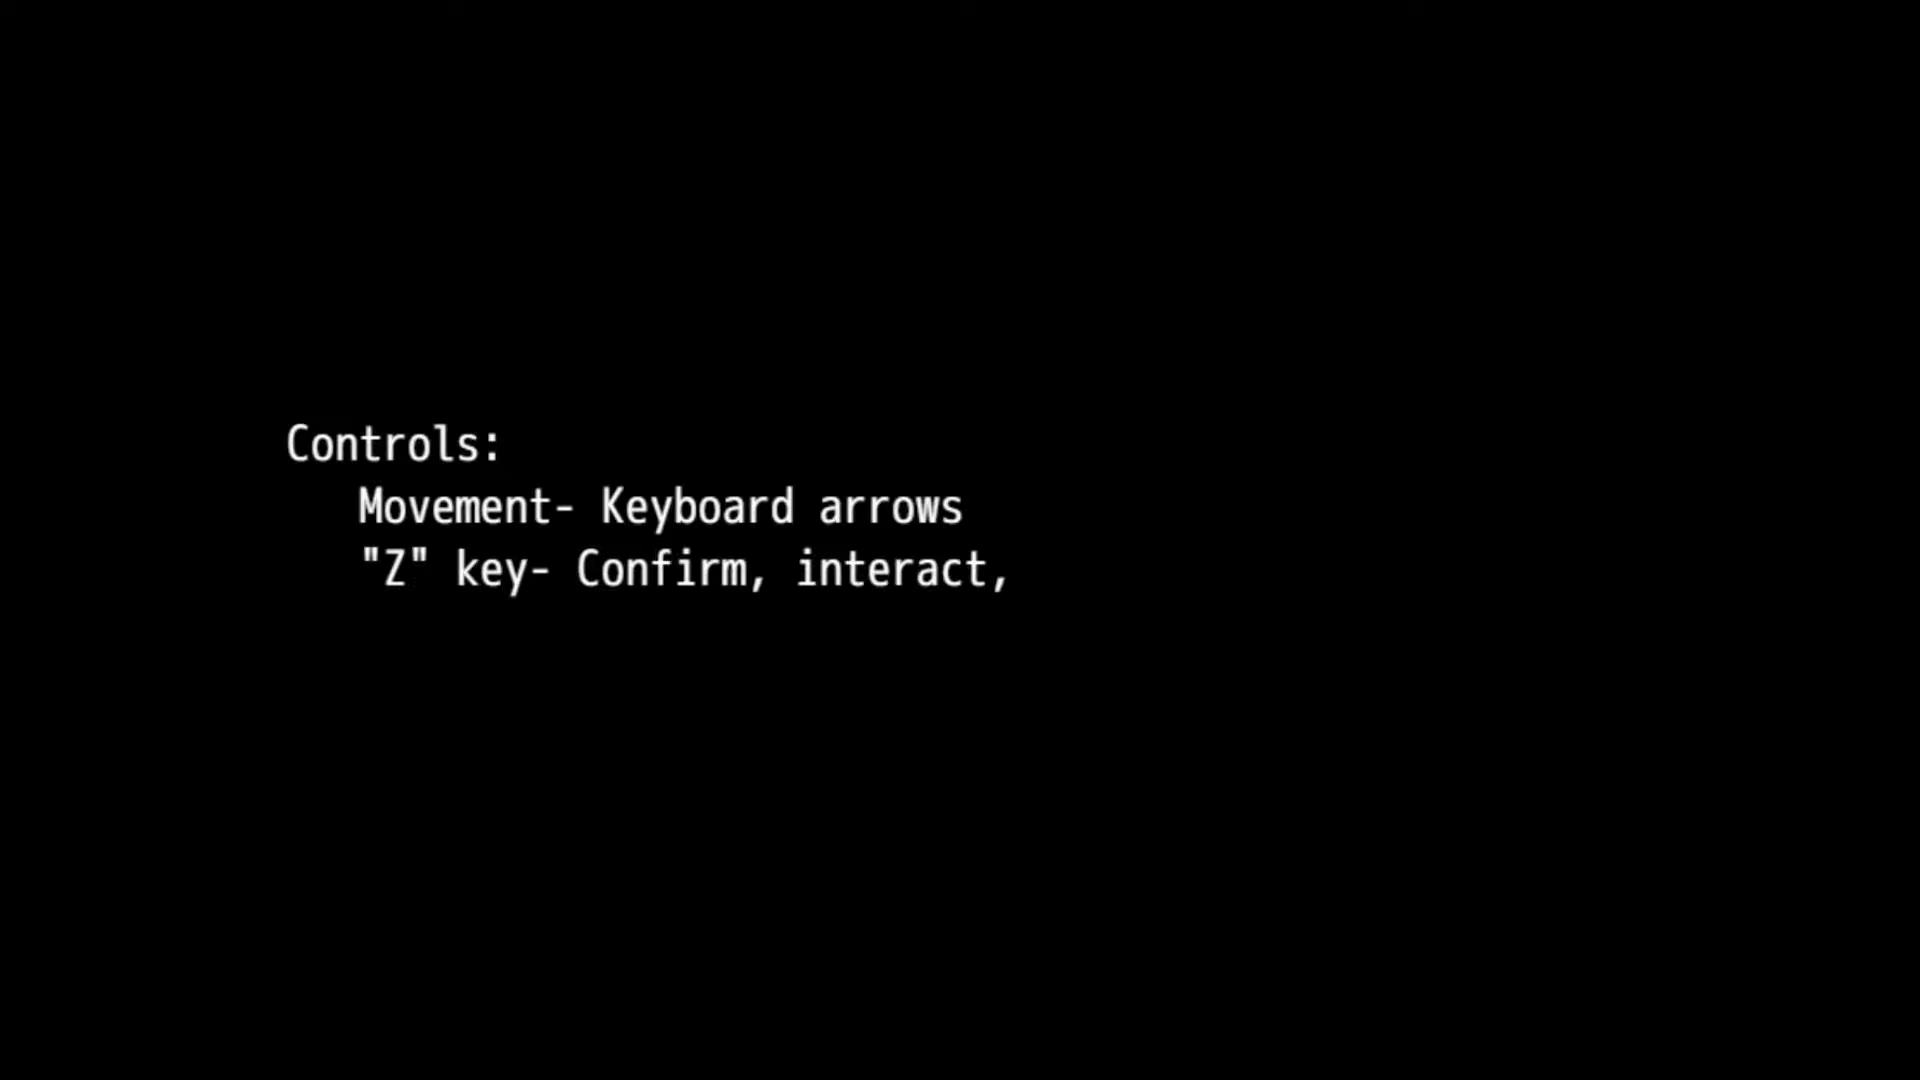 Controls:
Movement- Keyboard arrows
"Z" key- Confirm, interact,